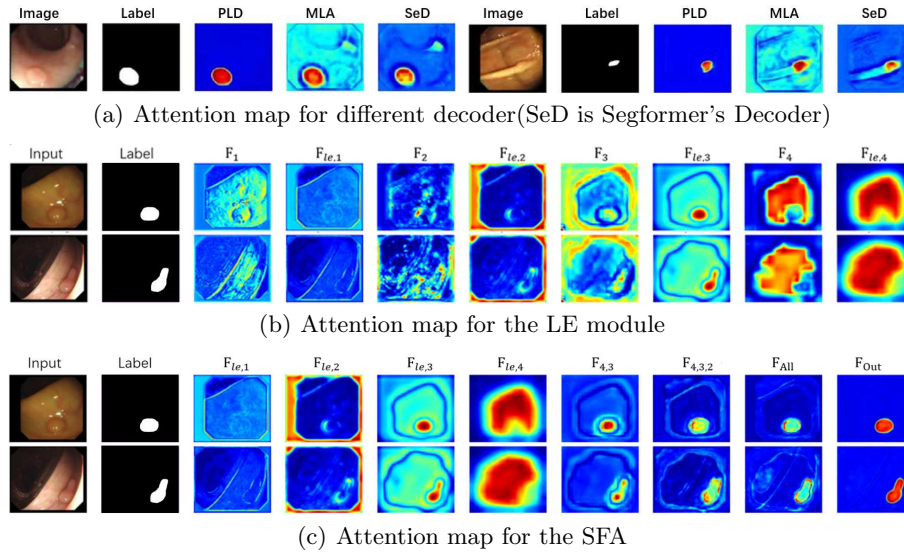 Image Label PLD MLA SeD Image Label PLD MLA SeD
(a) Attention map for different decoder(SeD is Segformer's Decoder)
Input Label F1 Fle,1 F2 Fle,2 F3 Fle,3 F4 Fle,4
(b) Attention map for the LE module
Input Label Fle,1 Fle,2 Fle,3 Fle,4 F4,3 F4,3,2 FAll FOut
(c) Attention map for the SFA